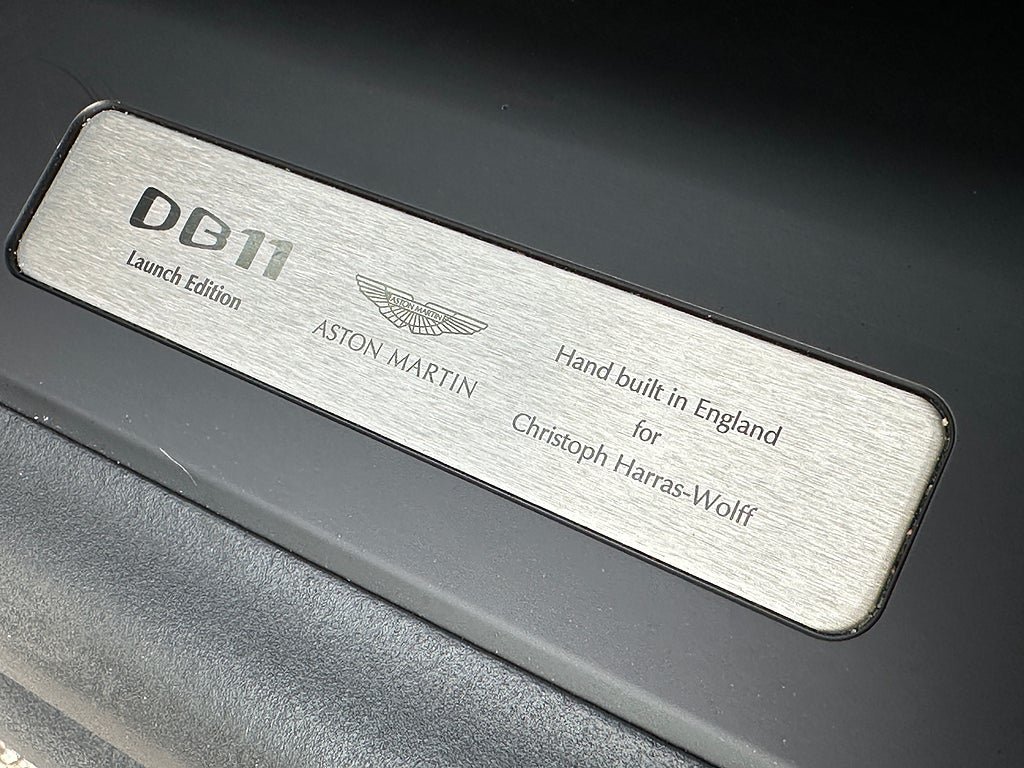 DB11
Launch Edition
ASTON MARTIN
ASTON MARTIN
Hand built in England
for
Christoph Harras-Wolff